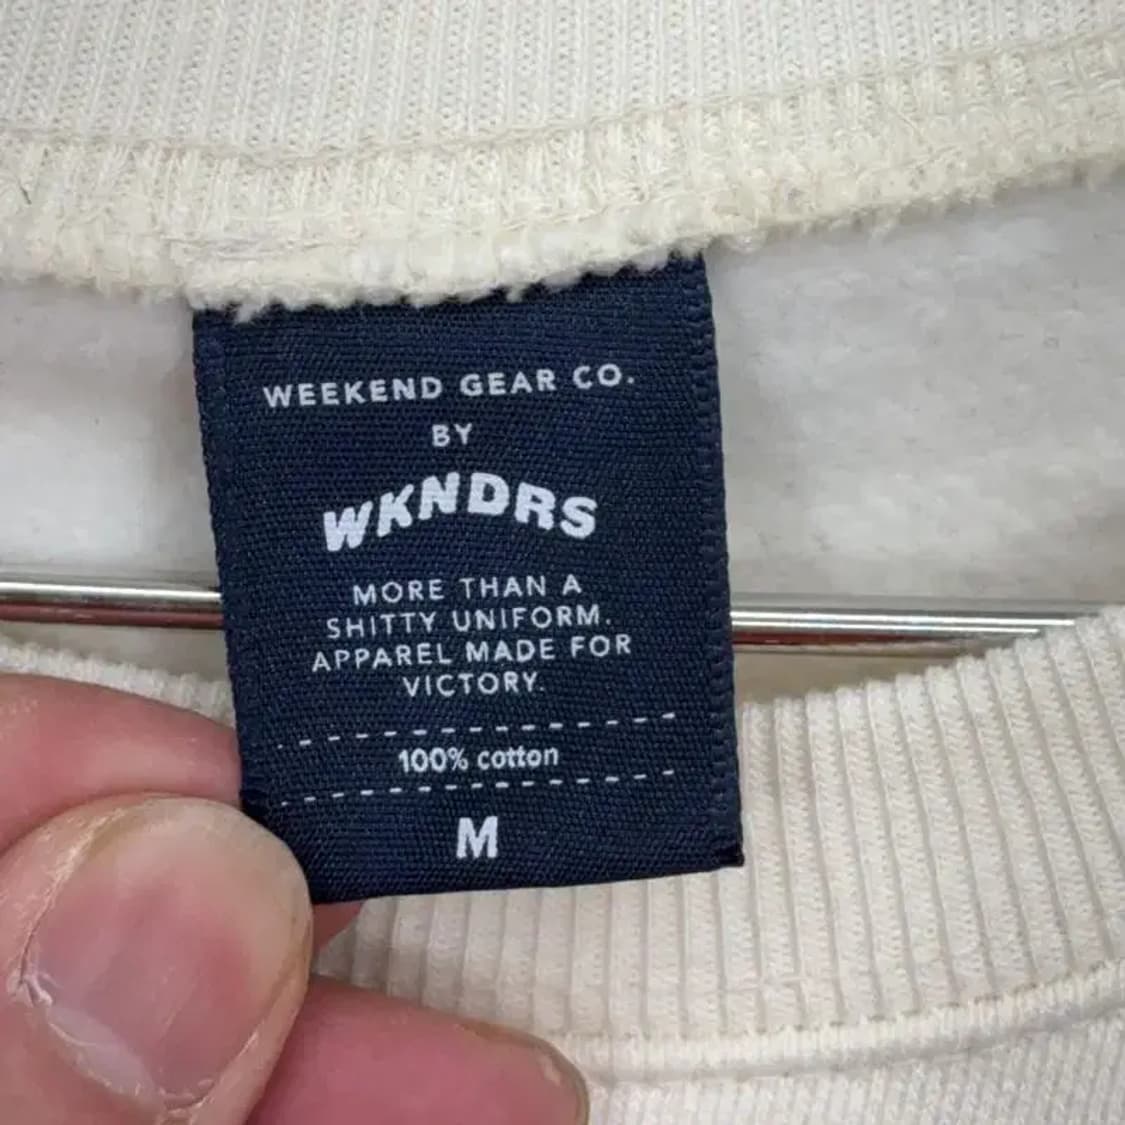 WEEKEND GEAR CO.
BY
WKNDRS
MORE THAN A
SHITTY UNIFORM.
APPAREL MADE FOR
VICTORY.
100% cotton
M